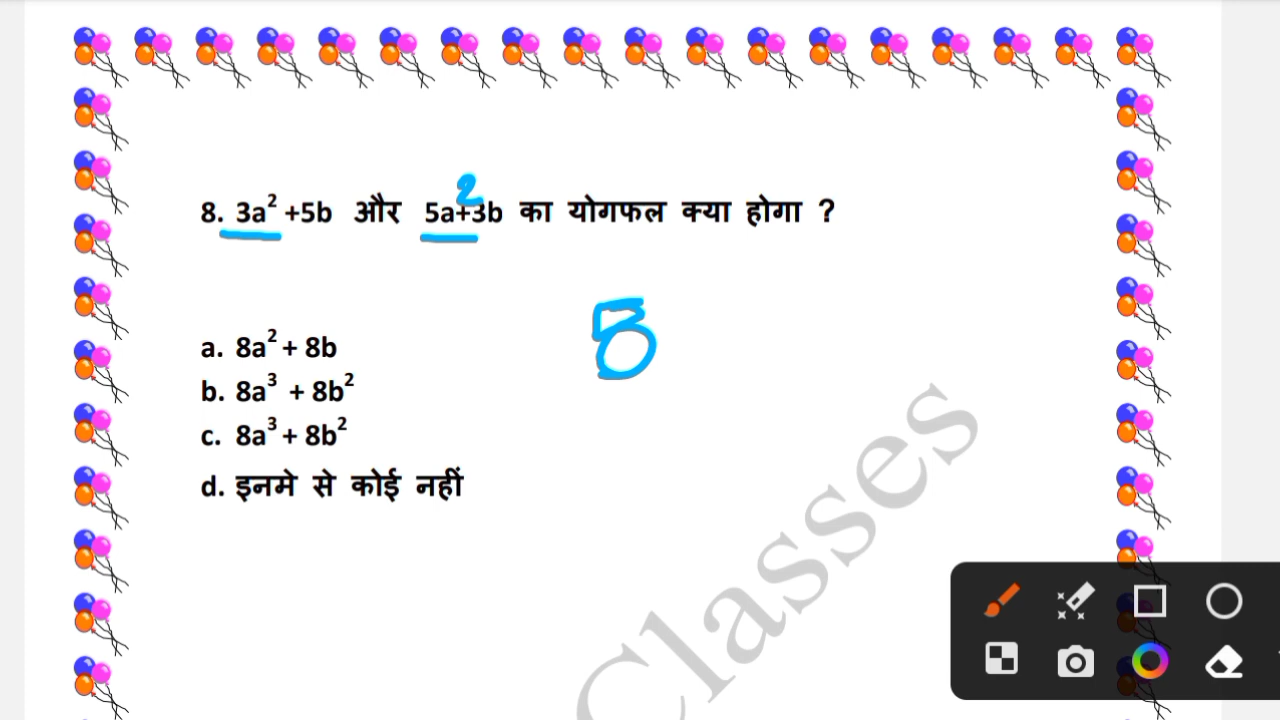 8. 3a² +5b और 5a+3b का योगफल क्या होगा ?
2
8
a. 8a² + 8b
b. 8a³ + 8b²
c. 8a³ + 8b²
d. इनमे से कोई नहीं
Classes